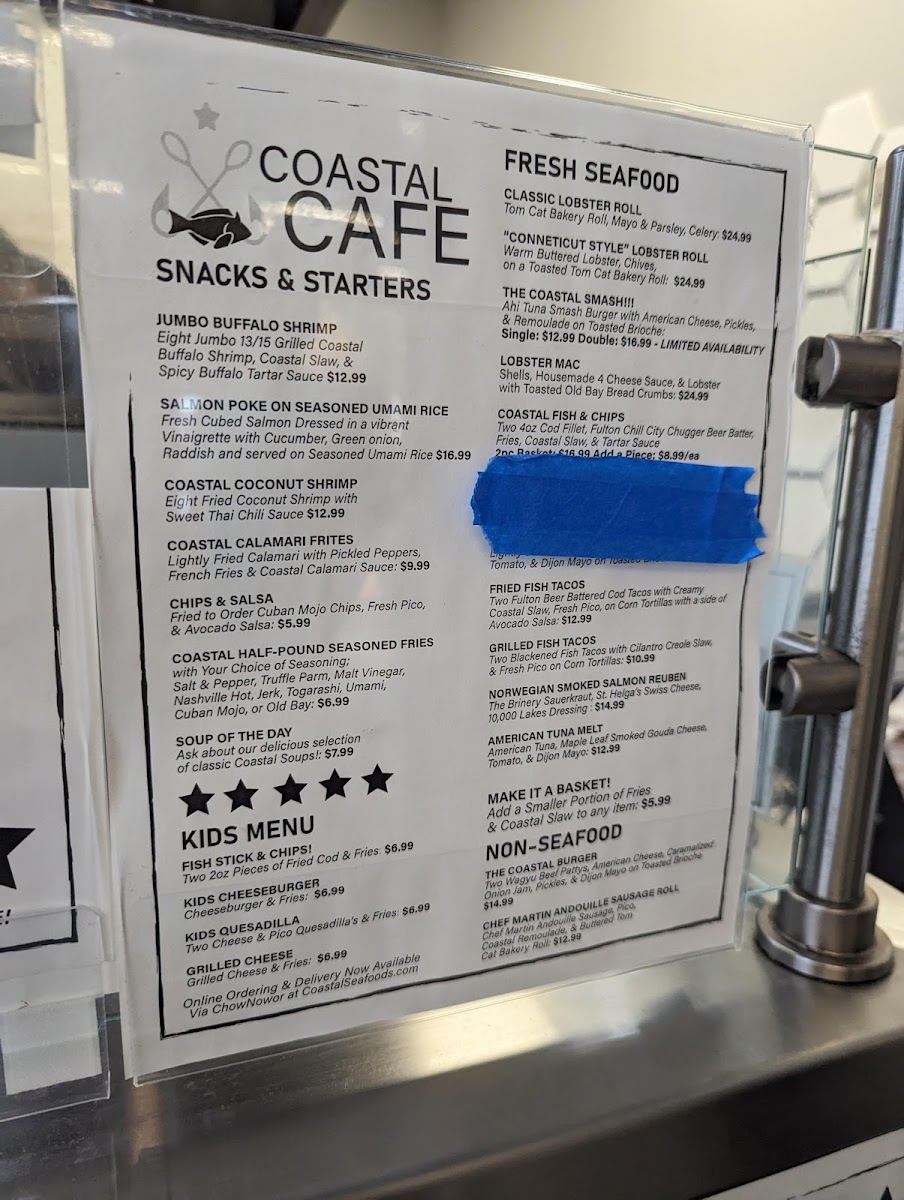 COASTAL
CAFE
SNACKS & STARTERS
JUMBO BUFFALO SHRIMP
Eight Jumbo 13/15 Grilled Coastal
Buffalo Shrimp, Coastal Slaw, &
Spicy Buffalo Tartar Sauce $12.99
SALMON POKE ON SEASONED UMAMI RICE
Fresh Cubed Salmon Dressed in a vibrant
Vinaigrette with Cucumber, Green onion,
Raddish and served on Seasoned Umami Rice $16.99
COASTAL COCONUT SHRIMP
Eight Fried Coconut Shrimp with
Sweet Thai Chili Sauce $12.99
COASTAL CALAMARI FRITES
Lightly Fried Calamari with Pickled Peppers,
French Fries & Coastal Calamari Sauce: $9.99
CHIPS & SALSA
Fried to Order Cuban Mojo Chips, Fresh Pico,
& Avocado Salsa: $5.99
COASTAL HALF-POUND SEASONED FRIES
with Your Choice of Seasoning;
Salt & Pepper, Truffle Parm, Malt Vinegar,
Nashville Hot, Jerk, Togarashi, Umami,
Cuban Mojo, or Old Bay: $6.99
SOUP OF THE DAY
Ask about our delicious selection
of classic Coastal Soups!: $7.99
KIDS MENU
FISH STICK & CHIPS!
Two 2oz Pieces of Fried Cod & Fries: $6.99
KIDS CHEESEBURGER
Cheeseburger & Fries: $6.99
KIDS QUESADILLA
Two Cheese & Pico Quesadilla's & Fries: $6.99
GRILLED CHEESE
Grilled Cheese & Fries: $6.99
Online Ordering & Delivery Now Available
Via ChowNowor at CoastalSeafoods.com
FRESH SEAFOOD
CLASSIC LOBSTER ROLL
Tom Cat Bakery Roll, Mayo & Parsley, Celery: $24.99
"CONNETICUT STYLE" LOBSTER ROLL
Warm Buttered Lobster, Chives,
on a Toasted Tom Cat Bakery Roll: $24.99
THE COASTAL SMASH!!!
Ahi Tuna Smash Burger with American Cheese, Pickles,
& Remoulade on Toasted Brioche:
Single: $12.99 Double: $16.99 - LIMITED AVAILABILITY
LOBSTER MAC
Shells, Housemade 4 Cheese Sauce, & Lobster
with Toasted Old Bay Bread Crumbs: $24.99
COASTAL FISH & CHIPS
Two 4oz Cod Fillet, Fulton Chill City Chugger Beer Batter,
Fries, Coastal Slaw, & Tartar Sauce
2pc Basket: $16.99 Add a Piece: $8.99/ea
Tomato, & Dijon Mayo on Toasted
FRIED FISH TACOS
Two Fulton Beer Battered Cod Tacos with Creamy
Coastal Slaw, Fresh Pico, on Corn Tortillas with a side of
Avocado Salsa: $12.99
GRILLED FISH TACOS
Two Blackened Fish Tacos with Cilantro Creole Slaw,
& Fresh Pico on Corn Tortillas: $10.99
NORWEGIAN SMOKED SALMON REUBEN
The Brinery Sauerkraut, St. Helga's Swiss Cheese,
10,000 Lakes Dressing : $14.99
AMERICAN TUNA MELT
American Tuna, Maple Leaf Smoked Gouda Cheese,
Tomato, & Dijon Mayo: $12.99
MAKE IT A BASKET!
Add a Smaller Portion of Fries
& Coastal Slaw to any item: $5.99
NON-SEAFOOD
THE COASTAL BURGER
Two Wagyu Beef Pattys, American Cheese, Caramalized
Onion Jam, Pickles, & Dijon Mayo on Toasted Brioche
$14.99
CHEF MARTIN ANDOUILLE SAUSAGE ROLL
Chef Martin Andouille Sausage, Pico,
Coastal Remoulade, & Buttered Tom
Cat Bakery Roll: $12.99